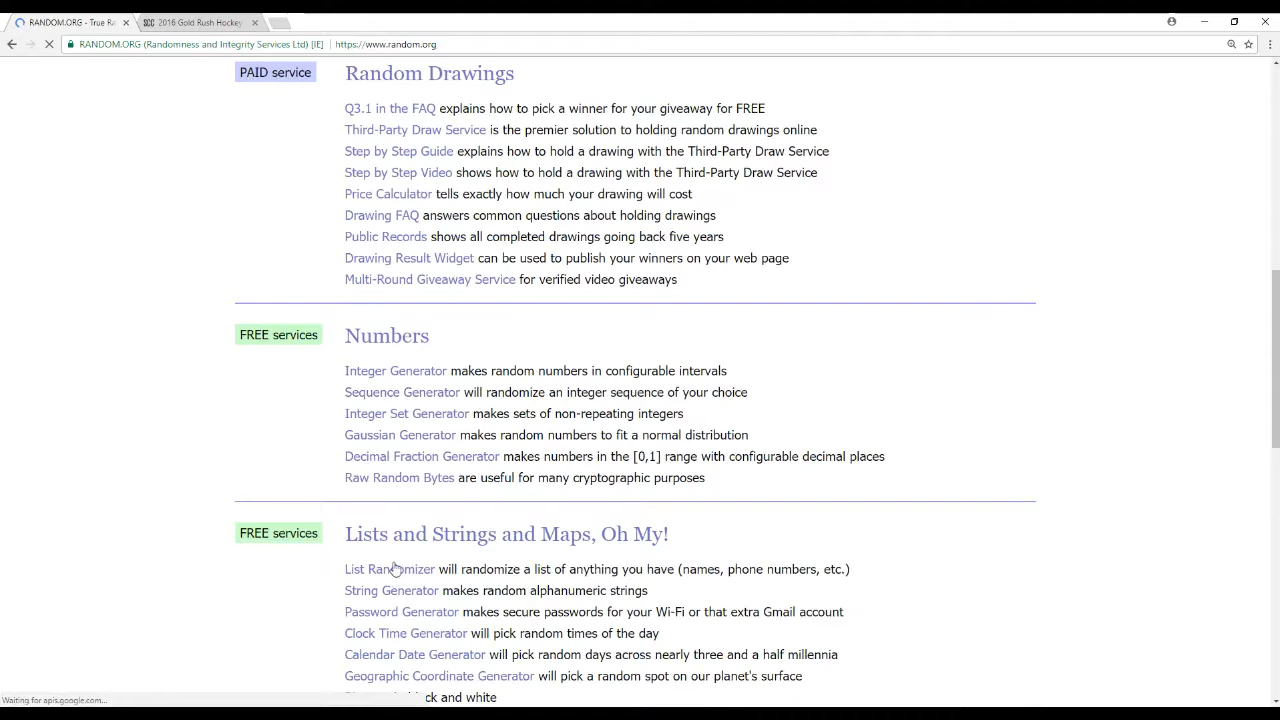 RANDOM.ORG - True Ra
SCC 2016 Gold Rush Hockey
RANDOM.ORG (Randomness and Integrity Services Ltd) [IE] https://www.random.org
PAID service
Random Drawings
Q3.1 in the FAQ explains how to pick a winner for your giveaway for FREE
Third-Party Draw Service is the premier solution to holding random drawings online
Step by Step Guide explains how to hold a drawing with the Third-Party Draw Service
Step by Step Video shows how to hold a drawing with the Third-Party Draw Service
Price Calculator tells exactly how much your drawing will cost
Drawing FAQ answers common questions about holding drawings
Public Records shows all completed drawings going back five years
Drawing Result Widget can be used to publish your winners on your web page
Multi-Round Giveaway Service for verified video giveaways
FREE services
Numbers
Integer Generator makes random numbers in configurable intervals
Sequence Generator will randomize an integer sequence of your choice
Integer Set Generator makes sets of non-repeating integers
Gaussian Generator makes random numbers to fit a normal distribution
Decimal Fraction Generator makes numbers in the [0,1] range with configurable decimal places
Raw Random Bytes are useful for many cryptographic purposes
FREE services
Lists and Strings and Maps, Oh My!
List Randomizer will randomize a list of anything you have (names, phone numbers, etc.)
String Generator makes random alphanumeric strings
Password Generator makes secure passwords for your Wi-Fi or that extra Gmail account
Clock Time Generator will pick random times of the day
Calendar Date Generator will pick random days across nearly three and a half millennia
Geographic Coordinate Generator will pick a random spot on our planet's surface
and white
Waiting for apis.google.com...